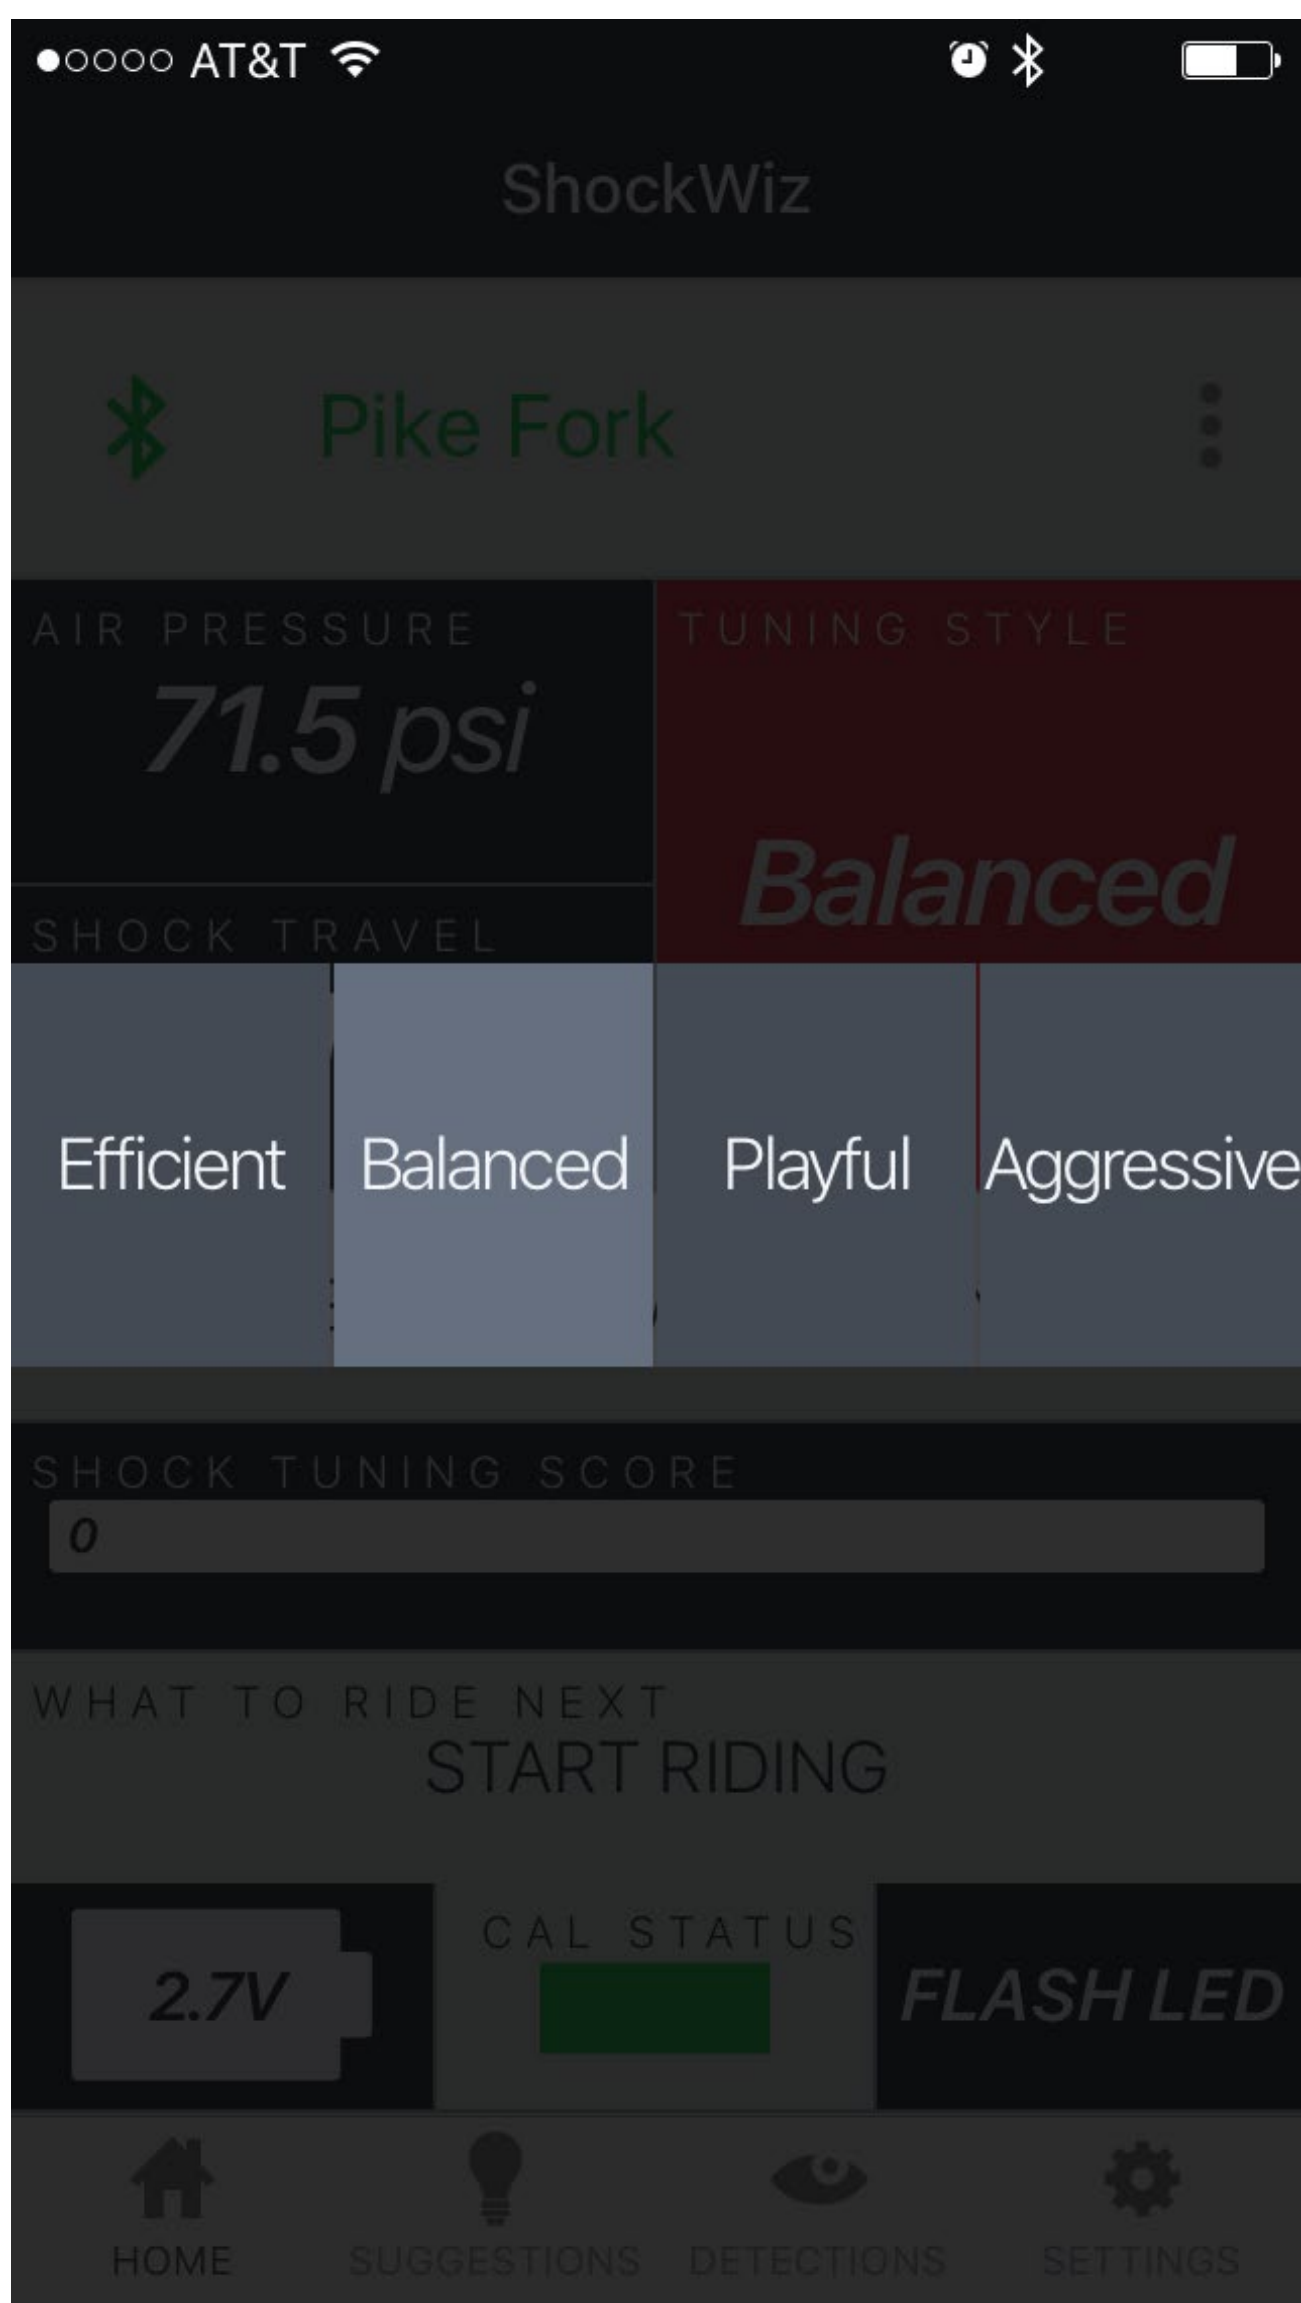 AT&T
ShockWiz
Pike Fork
AIR PRESSURE
71.5 psi
TUNING STYLE
Balanced
SHOCK TRAVEL
Efficient
Balanced
Playful
Aggressive
SHOCK TUNING SCORE
0
WHAT TO RIDE NEXT
START RIDING
2.7V
CAL STATUS
FLASH LED
HOME
SUGGESTIONS
DETECTIONS
SETTINGS